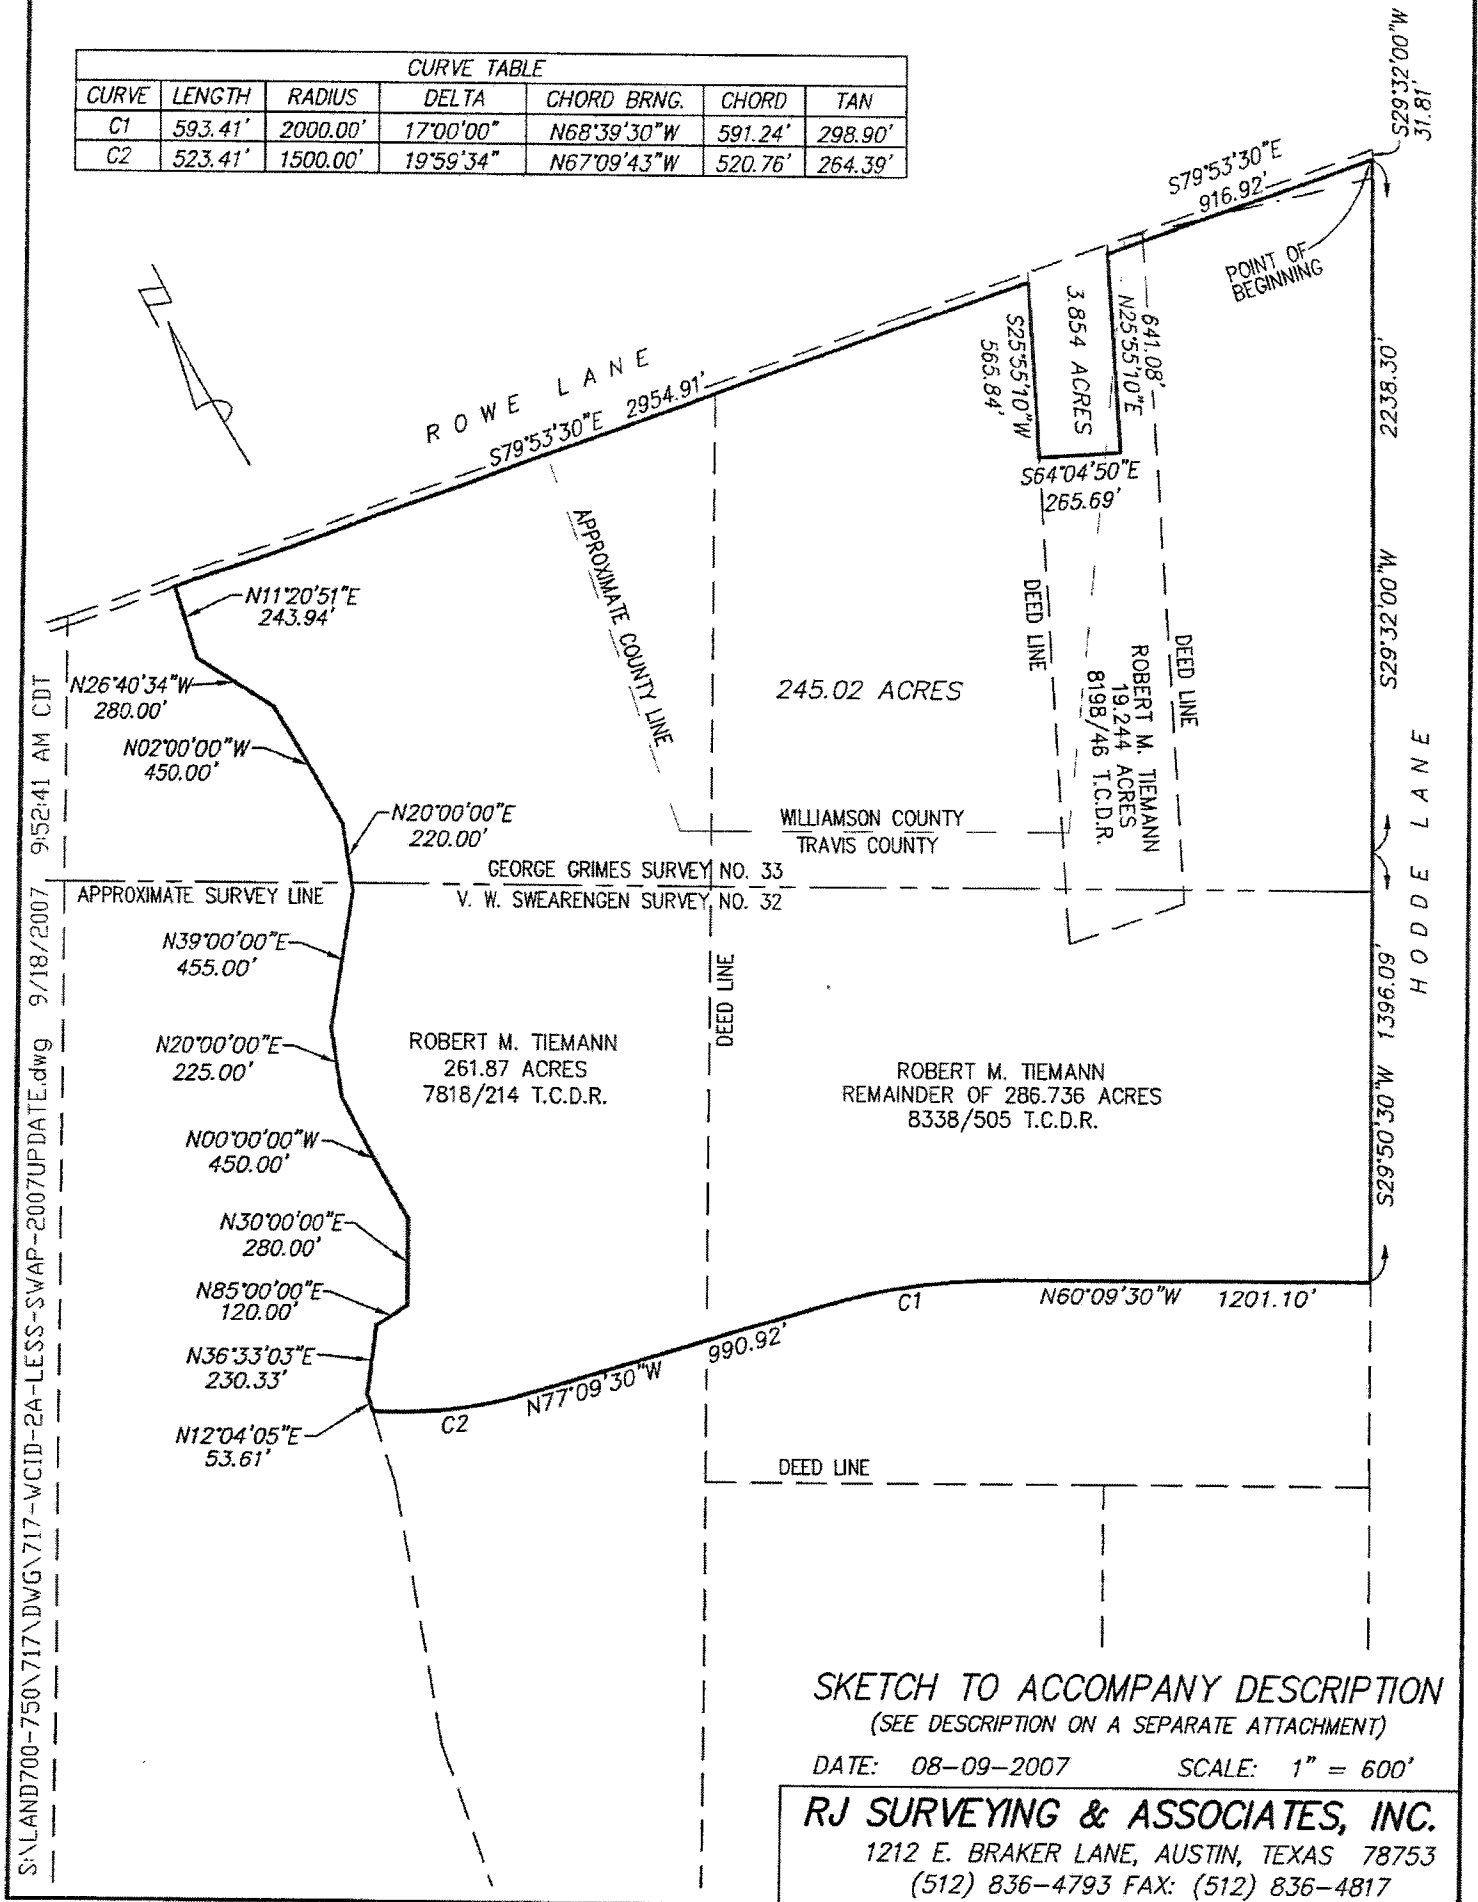 CURVE TABLE
CURVE LENGTH RADIUS DELTA CHORD BRNG. CHORD TAN
C1 593.41' 2000.00' 17°00'00" N68°39'30"W 591.24' 298.90'
C2 523.41' 1500.00' 19°59'34" N67°09'43"W 520.76' 264.39'
S29°32'00"W
31.81'
S79°53'30"E
916.92'
POINT OF
BEGINNING
N
ROWE LANE
S79°53'30"E 2954.91'
3.854 ACRES
S25°55'10"W
565.84'
641.08'
N25°55'10"E
S64°04'50"E
265.69'
2238.30'
S29°32'00"W
HODDE LANE
N11°20'51"E
243.94'
N26°40'34"W
280.00'
N02°00'00"W
450.00'
N20°00'00"E
220.00'
APPROXIMATE COUNTY LINE
245.02 ACRES
DEED LINE
DEED LINE
ROBERT M. TIEMANN
19.244 ACRES
8198/46 T.C.D.R.
WILLIAMSON COUNTY
TRAVIS COUNTY
GEORGE GRIMES SURVEY NO. 33
APPROXIMATE SURVEY LINE
V. W. SWEARENGEN SURVEY NO. 32
N39°00'00"E
455.00'
N20°00'00"E
225.00'
N00°00'00"W
450.00'
N30°00'00"E
280.00'
N85°00'00"E
120.00'
N36°33'03"E
230.33'
N12°04'05"E
53.61'
ROBERT M. TIEMANN
261.87 ACRES
7818/214 T.C.D.R.
DEED LINE
ROBERT M. TIEMANN
REMAINDER OF 286.736 ACRES
8338/505 T.C.D.R.
S29°50'30"W 1396.09'
C1
N60°09'30"W 1201.10'
N77°09'30"W 990.92'
C2
DEED LINE
S:\LAND700-750\717\DWG\717-WCID-2A-LESS-SWAP-2007UPDATE.dwg 9/18/2007 9:52:41 AM CDT
SKETCH TO ACCOMPANY DESCRIPTION
(SEE DESCRIPTION ON A SEPARATE ATTACHMENT)
DATE: 08-09-2007 SCALE: 1" = 600'
RJ SURVEYING & ASSOCIATES, INC.
1212 E. BRAKER LANE, AUSTIN, TEXAS 78753
(512) 836-4793 FAX: (512) 836-4817